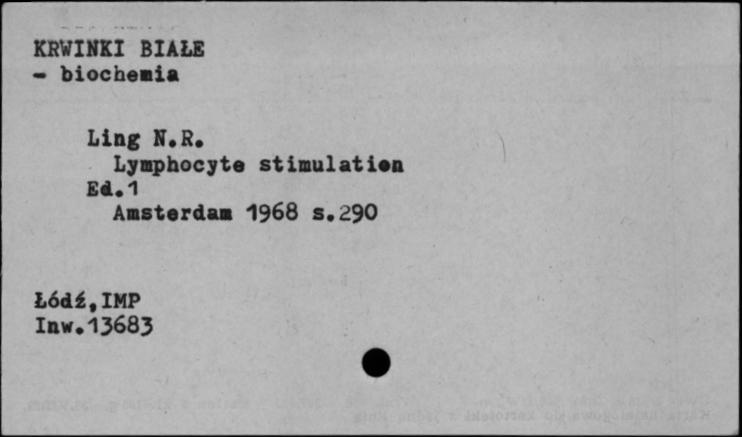 KRWINKI BIAŁE
- biochemia
Ling N.R.
Lymphocyte stimulation
Ed.1
Amsterdam 1968 s.290
Łódź,IMP
Inw.13683